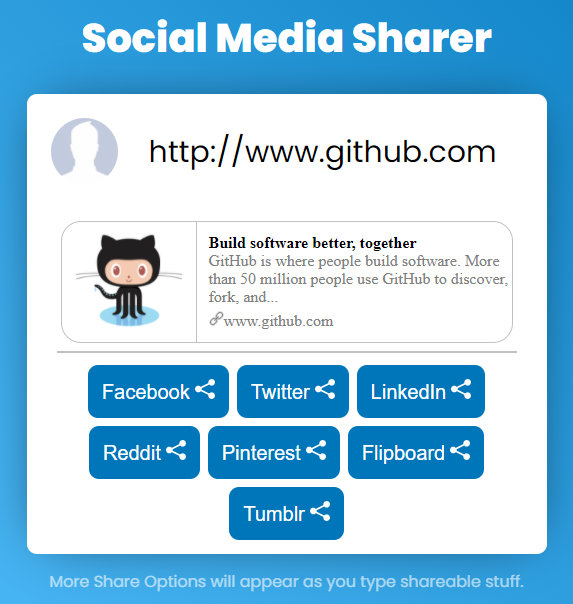 Social Media Sharer
http://www.github.com
Build software better, together
GitHub is where people build software. More
than 50 million people use GitHub to discover,
fork, and...
www.github.com
Facebook
Twitter
LinkedIn
Reddit
Pinterest
Flipboard
Tumblr
More Share Options will appear as you type shareable stuff.